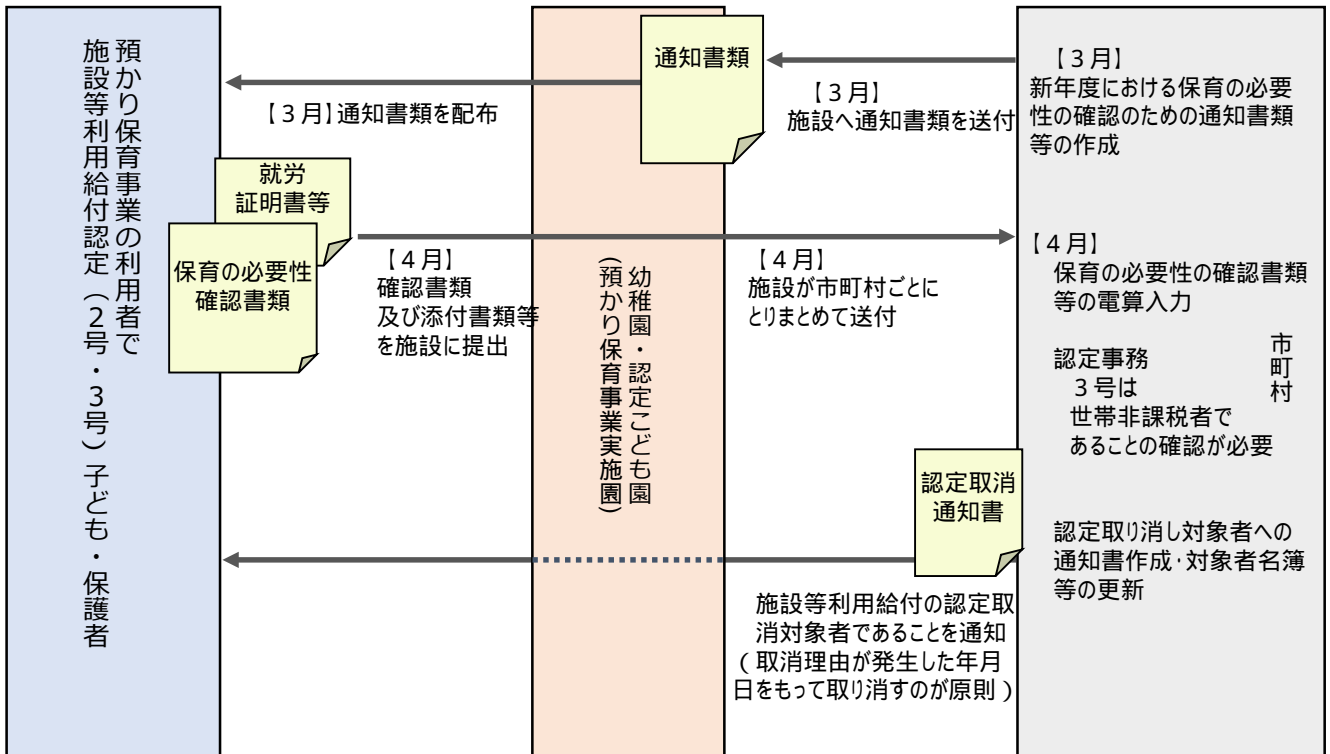 預かり保育事業の利用者で
施設等利用給付認定(2号・3号)子ども・保護者
【3月】通知書類を配布
就労
証明書等
保育の必要性
確認書類
【4月】
確認書類
及び添付書類等
を施設に提出
通知書類
幼稚園・認定こども園
(預かり保育事業実施園)
【3月】
施設へ通知書類を送付
【4月】
施設が市町村ごとに
とりまとめて送付
認定取消
通知書
施設等利用給付の認定取
消対象者であることを通知
(取消理由が発生した年月
日をもって取り消すのが原則)
【3月】
新年度における保育の必要
性の確認のための通知書類
等の作成
【4月】
保育の必要性の確認書類
等の電算入力
認定事務
3号は
世帯非課税者で
あることの確認が必要
市町村
認定取り消し対象者への
通知書作成・対象者名簿
等の更新